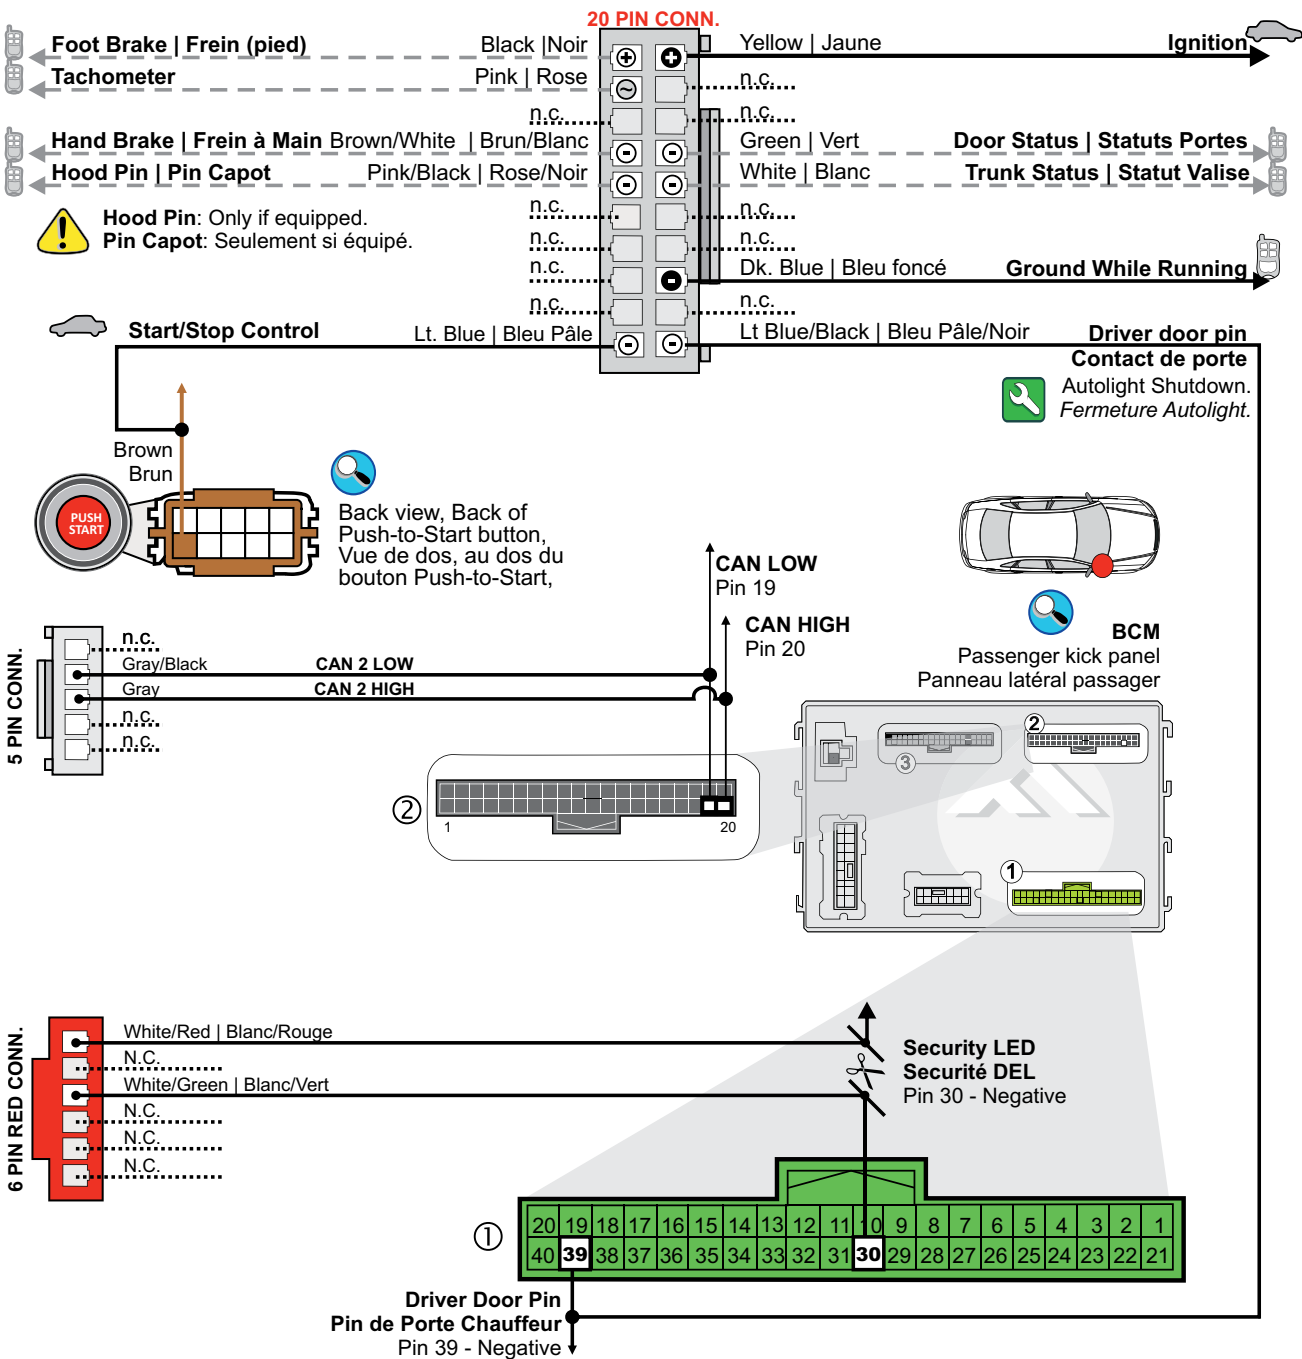 20 PIN CONN.
Foot Brake | Frein (pied) Black |Noir
Yellow | Jaune Ignition
Tachometer Pink | Rose
n.c.
n.c.
n.c.
Hand Brake | Frein à Main Brown/White | Brun/Blanc
Green | Vert Door Status | Statuts Portes
Hood Pin | Pin Capot Pink/Black | Rose/Noir
White | Blanc Trunk Status | Statut Valise
n.c.
n.c.
Hood Pin: Only if equipped.
Pin Capot: Seulement si équipé.
n.c.
n.c.
n.c.
Dk. Blue | Bleu foncé Ground While Running
n.c.
n.c.
Start/Stop Control Lt. Blue | Bleu Pâle
Lt Blue/Black | Bleu Pâle/Noir Driver door pin
Contact de porte
Autolight Shutdown.
Fermeture Autolight.
Brown
Brun
PUSH
START
Back view, Back of
Push-to-Start button,
Vue de dos, au dos du
bouton Push-to-Start,
CAN LOW
Pin 19
CAN HIGH
Pin 20
BCM
Passenger kick panel
Panneau latéral passager
5 PIN CONN.
n.c.
Gray/Black CAN 2 LOW
Gray CAN 2 HIGH
n.c.
n.c.
2
3
2
1 20
1
6 PIN RED CONN.
White/Red | Blanc/Rouge
N.C.
White/Green | Blanc/Vert
N.C.
N.C.
N.C.
Security LED
Securité DEL
Pin 30 - Negative
1
20 19 18 17 16 15 14 13 12 11 10 9 8 7 6 5 4 3 2 1
40 39 38 37 36 35 34 33 32 31 30 29 28 27 26 25 24 23 22 21
Driver Door Pin
Pin de Porte Chauffeur
Pin 39 - Negative